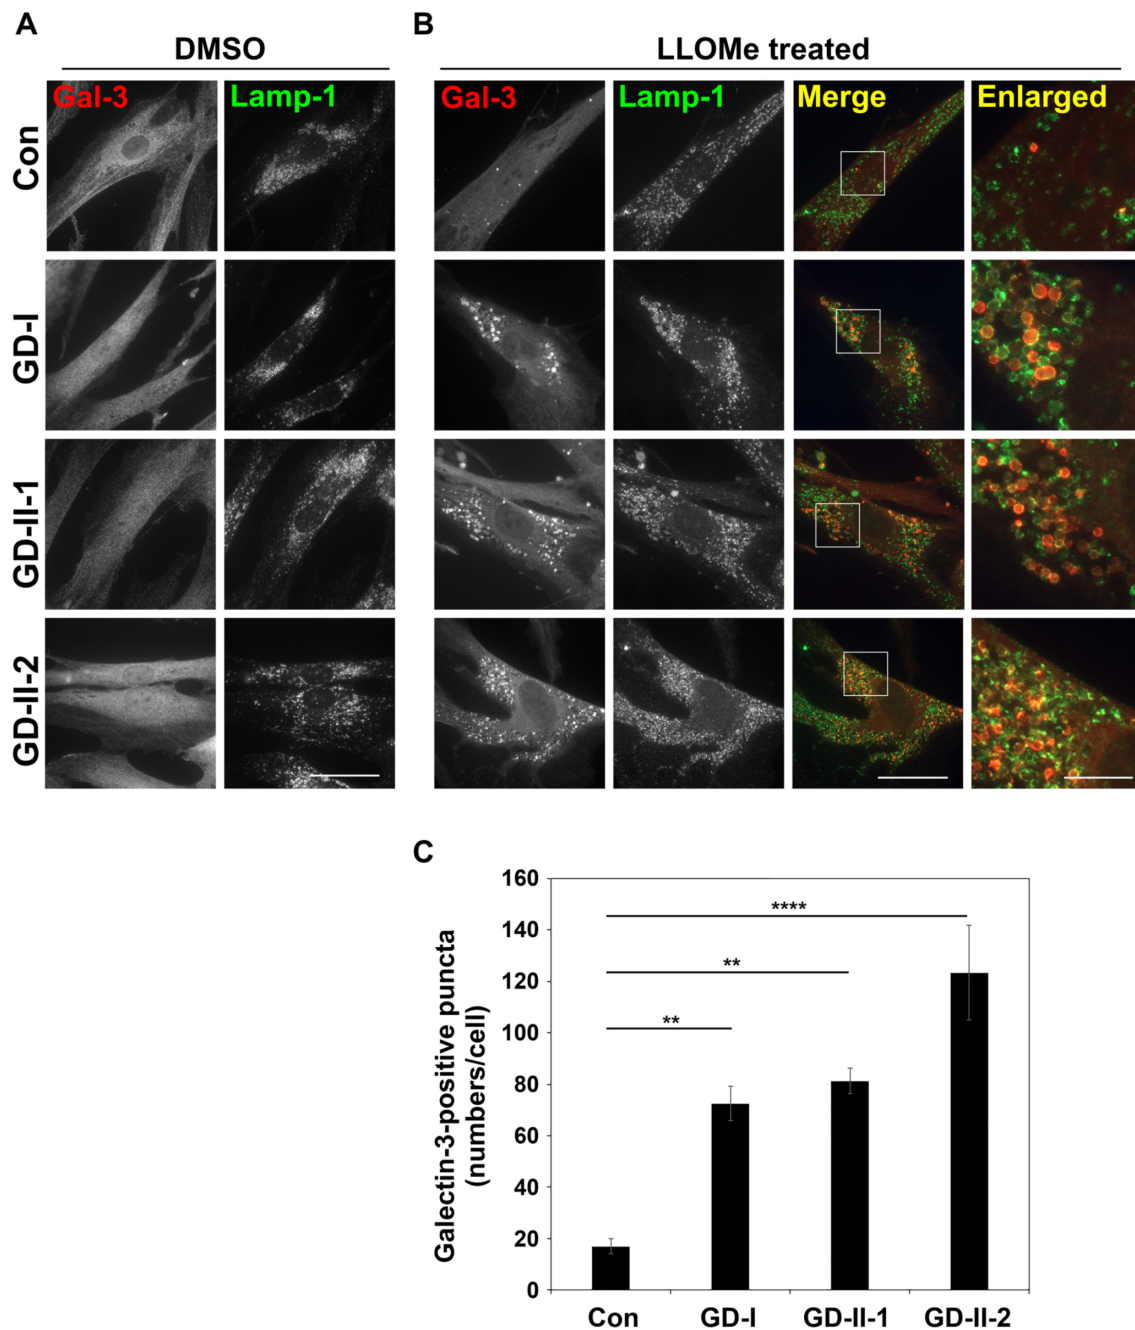 A
DMSO
Gal-3 Lamp-1
Con
GD-I
GD-II-1
GD-II-2
B
LLOMe treated
Gal-3 Lamp-1 Merge Enlarged
C
Galectin-3-positive puncta
(numbers/cell)
160
140
120
100
80
60
40
20
0
****
**
**
Con GD-I GD-II-1 GD-II-2